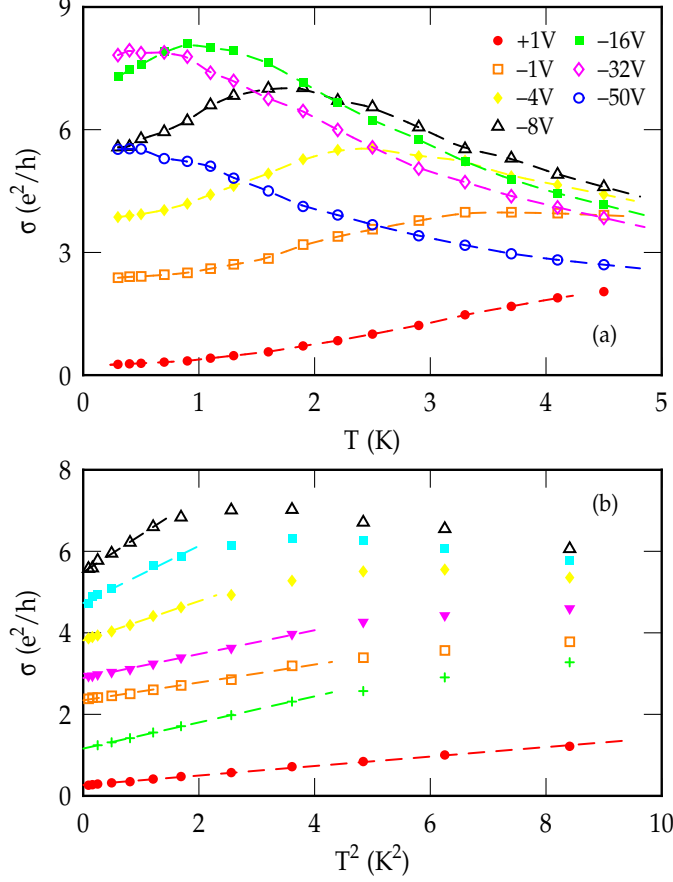 9
(a)
+1V
−16V
−1V
−32V
−4V
−50V
−8V
6
σ (e²/h)
3
0
0 1 2 3 4 5
T (K)
8
(b)
6
σ (e²/h)
4
2
0
0 2 4 6 8 10
T² (K²)